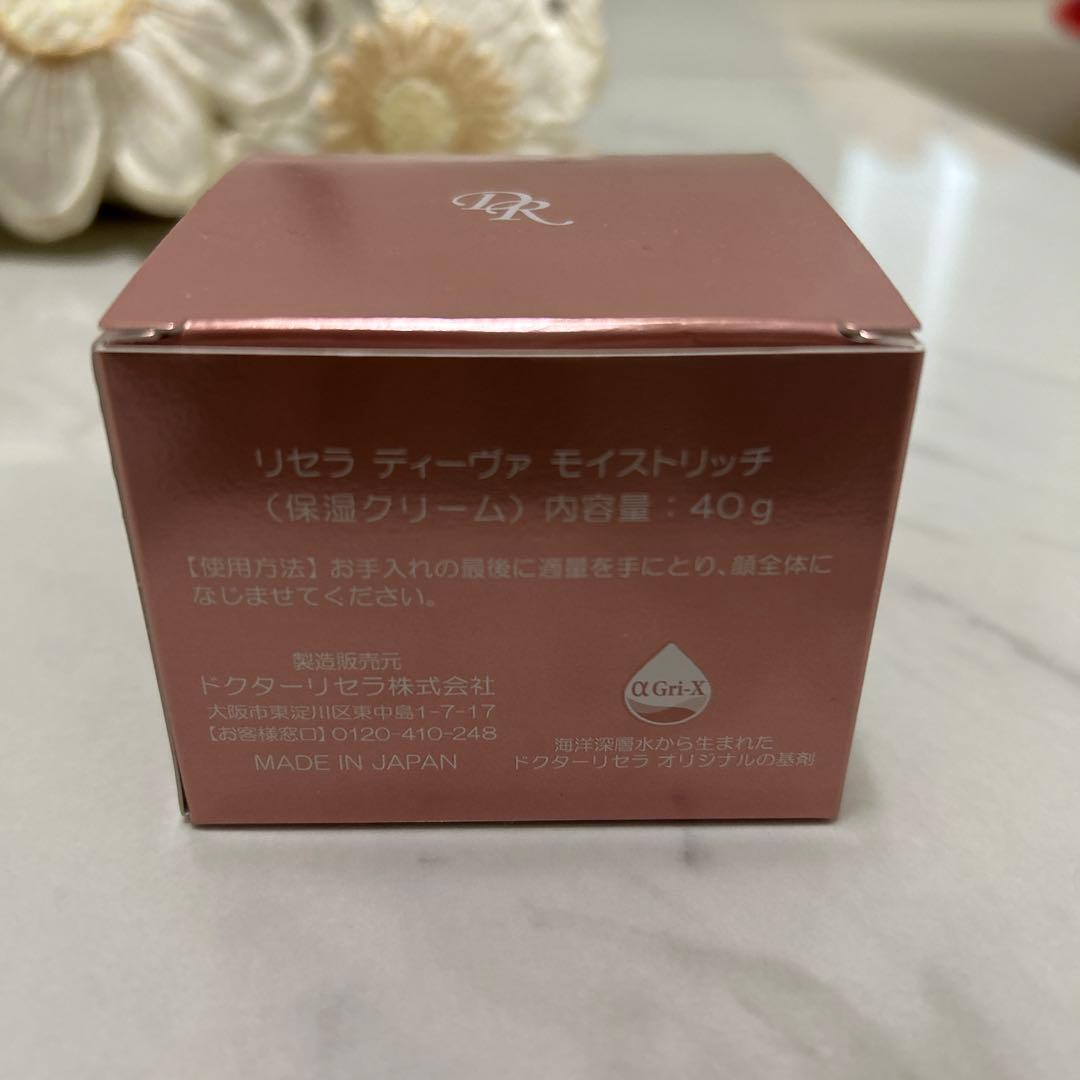 DR
リセラ ディーヴァ モイストリッチ
（保湿クリーム）内容量：40g
【使用方法】お手入れの最後に適量を手にとり、顔全体に
なじませてください。
製造販売元
ドクターリセラ株式会社
大阪市東淀川区東中島1-7-17
【お客様窓口】0120-410-248
MADE IN JAPAN
α Gri-X
海洋深層水から生まれた
ドクターリセラ オリジナルの基剤